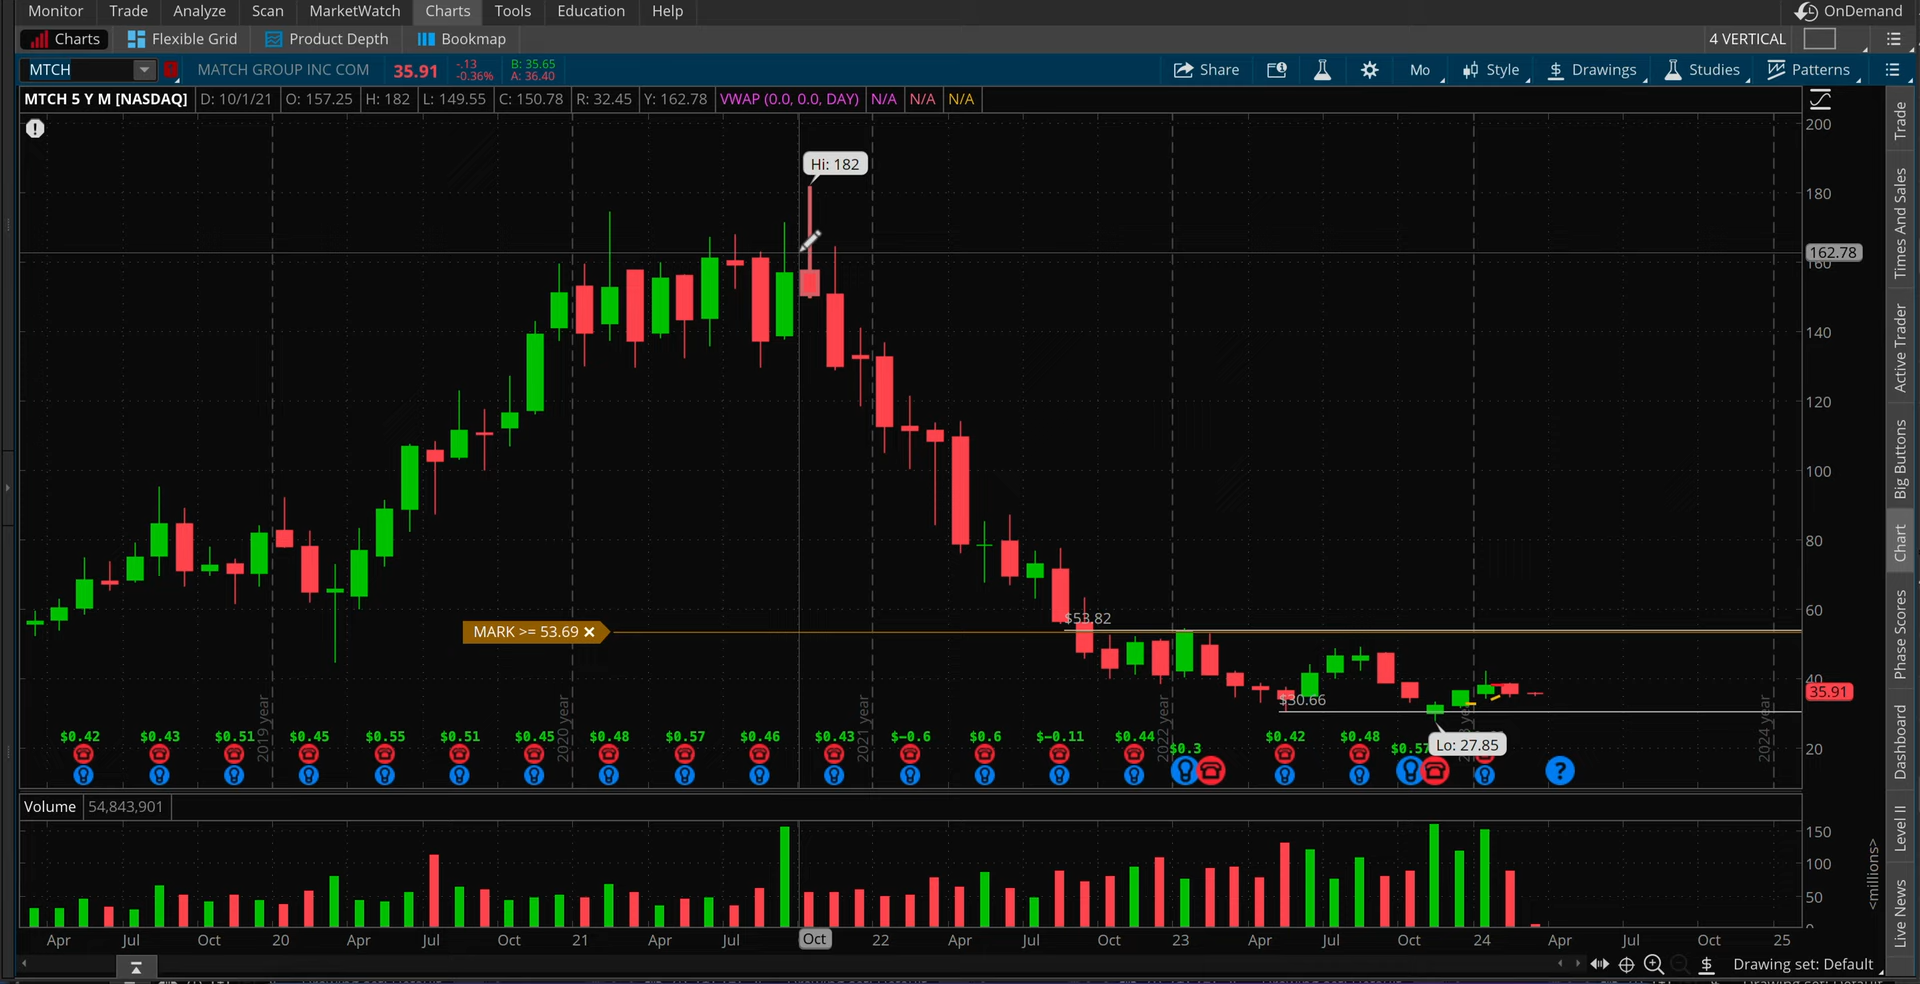 Monitor Trade Analyze Scan MarketWatch Charts Tools Education Help OnDemand
Charts Flexible Grid Product Depth Bookmap 4 VERTICAL
MTCH MATCH GROUP INC COM 35.91 -.13 -0.36% B: 35.65 A: 36.40 Share Mo Style $ Drawings Studies Patterns
MTCH 5 Y M [NASDAQ] D: 10/1/21 O: 157.25 H: 182 L: 149.55 C: 150.78 R: 32.45 Y: 162.78 VWAP (0.0, 0.0, DAY) N/A N/A N/A
200
Hi: 182
180
162.78
160
140
120
100
80
60
$53.82
MARK >= 53.69 ×
40
35.91
$30.66
2019 year 2020 year 2021 year 2022 year 2024 year
$0.42 $0.43 $0.51 $0.45 $0.55 $0.51 $0.45 $0.48 $0.57 $0.46 $0.43 $-0.6 $0.6 $-0.11 $0.44 $0.3 $0.42 $0.48 $0.57
Lo: 27.85
20
?
Volume 54,843,901
150
100
50
<millions>
Apr Jul Oct 20 Apr Jul Oct 21 Apr Jul Oct 22 Apr Jul Oct 23 Apr Jul Oct 24 Apr Jul Oct 25
$ Drawing set: Default
Trade
Times And Sales
Active Trader
Big Buttons
Chart
Phase Scores
Dashboard
Level II
Live News